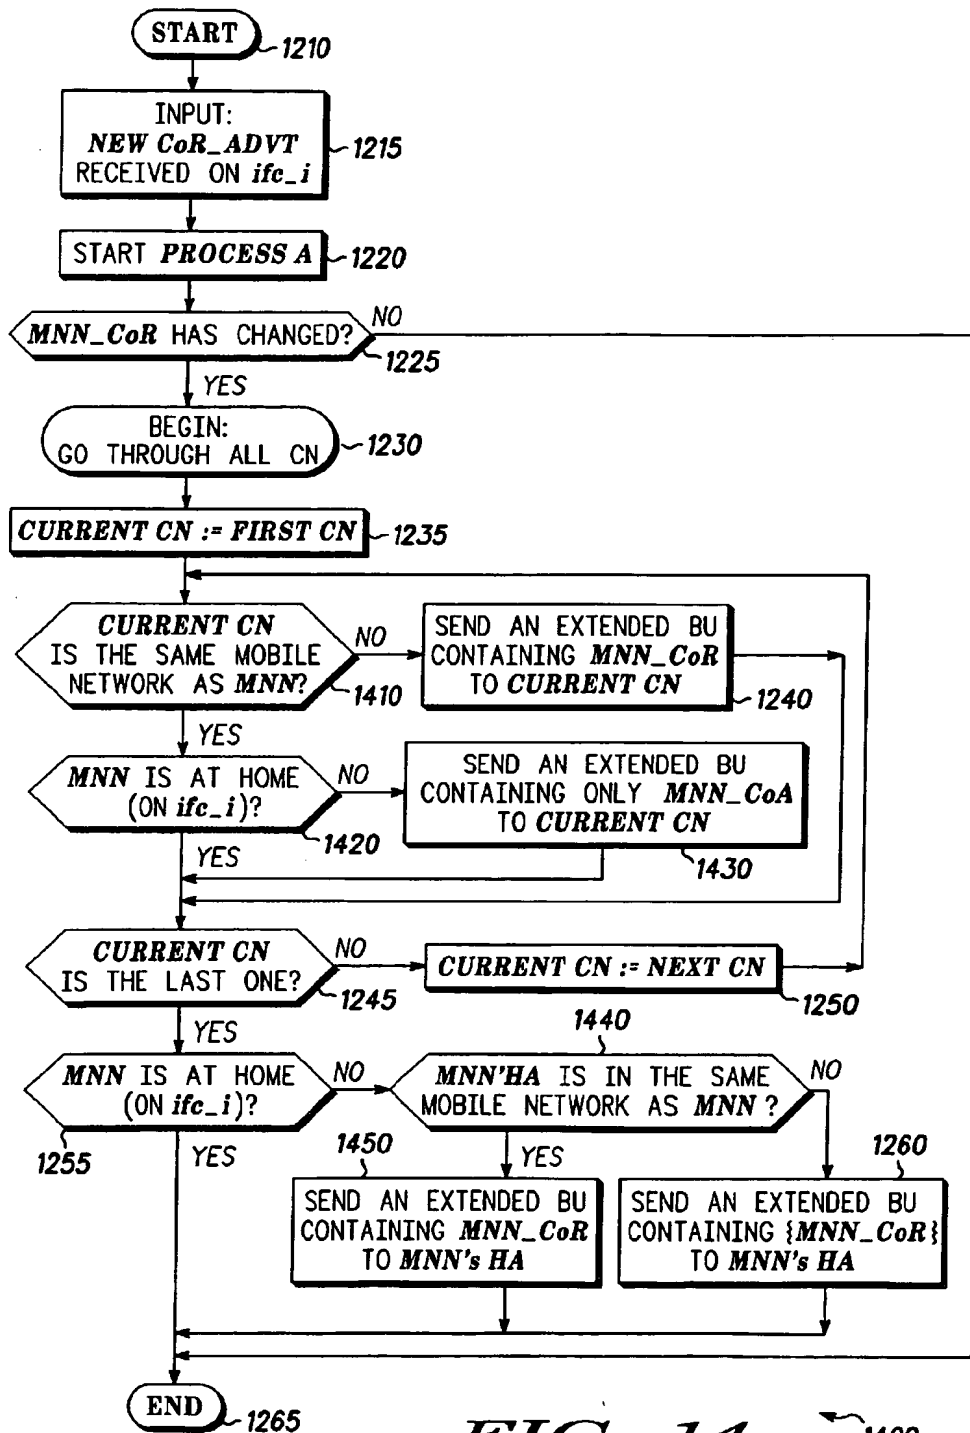 START
1210
INPUT:
NEW CoR_ADVT
RECEIVED ON ifc_i
1215
START PROCESS A
1220
MNN_CoR HAS CHANGED?
NO
1225
YES
BEGIN:
GO THROUGH ALL CN
1230
CURRENT CN := FIRST CN
1235
CURRENT CN
IS THE SAME MOBILE
NETWORK AS MNN?
NO
1410
SEND AN EXTENDED BU
CONTAINING MNN_CoR
TO CURRENT CN
1240
YES
MNN IS AT HOME
(ON ifc_i)?
NO
1420
SEND AN EXTENDED BU
CONTAINING ONLY MNN_CoA
TO CURRENT CN
1430
YES
CURRENT CN
IS THE LAST ONE?
NO
1245
CURRENT CN := NEXT CN
1250
YES
1440
MNN IS AT HOME
(ON ifc_i)?
NO
1255
MNN'HA IS IN THE SAME
MOBILE NETWORK AS MNN ?
NO
YES
1450
YES
1260
SEND AN EXTENDED BU
CONTAINING MNN_CoR
TO MNN's HA
SEND AN EXTENDED BU
CONTAINING {MNN_CoR}
TO MNN's HA
END
1265